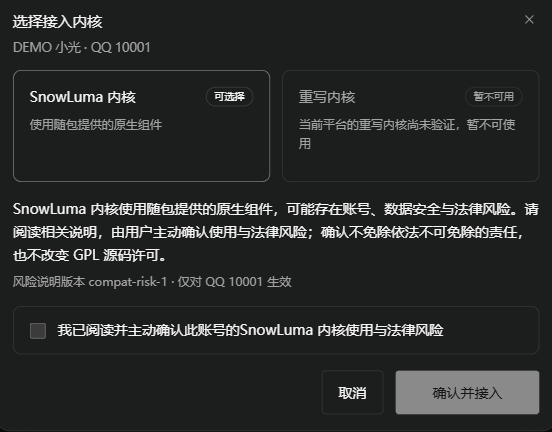 选择接入内核
DEMO 小光 · QQ 10001
SnowLuma 内核
可选择
使用随包提供的原生组件
重写内核
暂不可用
当前平台的重写内核尚未验证，暂不可使
用
SnowLuma 内核使用随包提供的原生组件，可能存在账号、数据安全与法律风险。请
阅读相关说明，由用户主动确认使用与法律风险；确认不免除依法不可免除的责任，
也不改变 GPL 源码许可。
风险说明版本 compat-risk-1 · 仅对 QQ 10001 生效
我已阅读并主动确认此账号的SnowLuma 内核使用与法律风险
取消
确认并接入